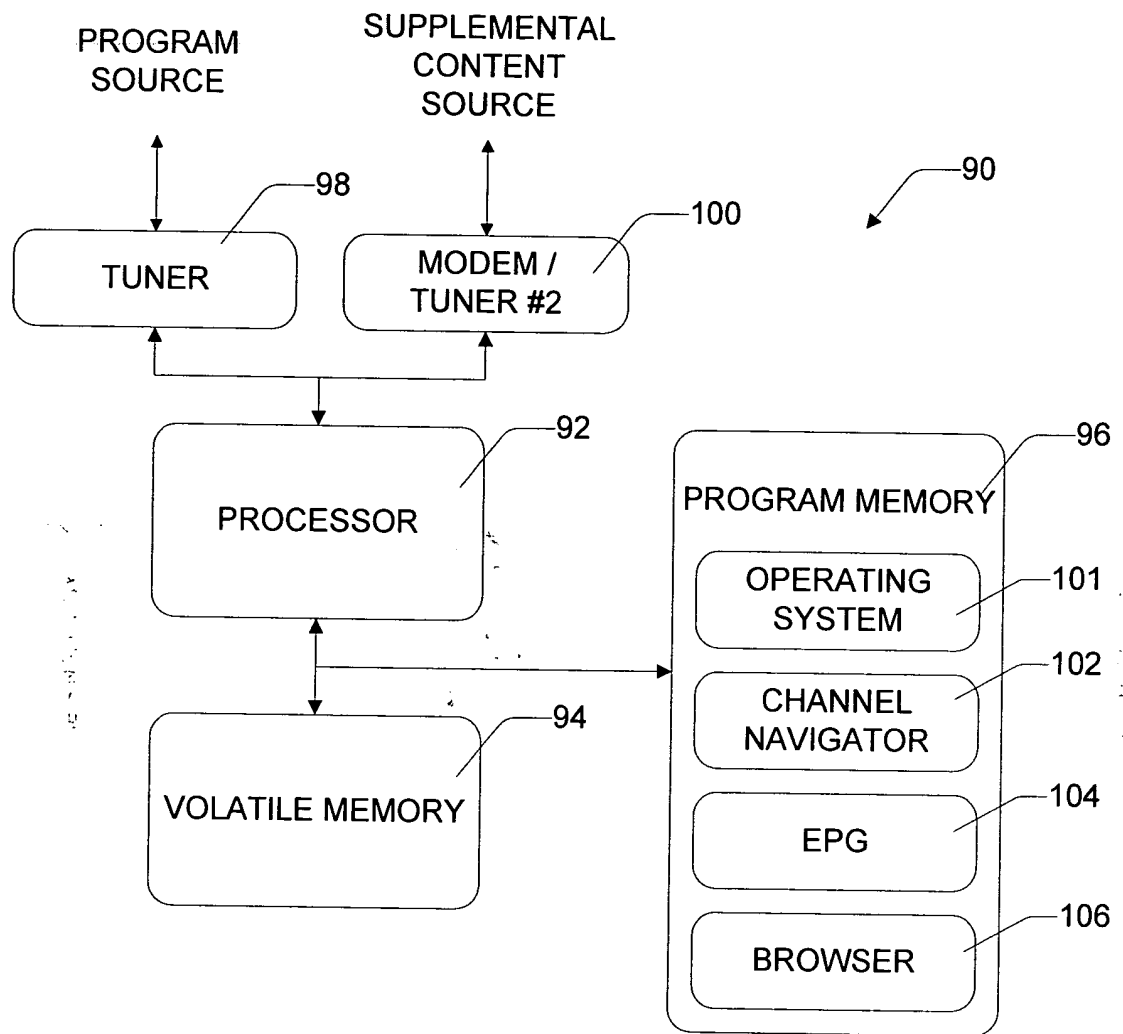 PROGRAM
SOURCE
SUPPLEMENTAL
CONTENT
SOURCE
98
100
90
TUNER
MODEM /
TUNER #2
92
PROCESSOR
96
PROGRAM MEMORY
OPERATING
SYSTEM
101
CHANNEL
NAVIGATOR
102
94
VOLATILE MEMORY
EPG
104
BROWSER
106